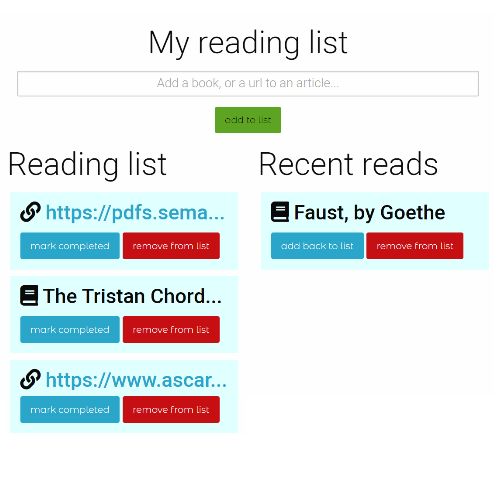 My reading list
Add a book, or a url to an article...
add to list
Reading list
https://pdfs.sema...
mark completed remove from list
The Tristan Chord...
mark completed remove from list
https://www.ascar...
mark completed remove from list
Recent reads
Faust, by Goethe
add back to list remove from list